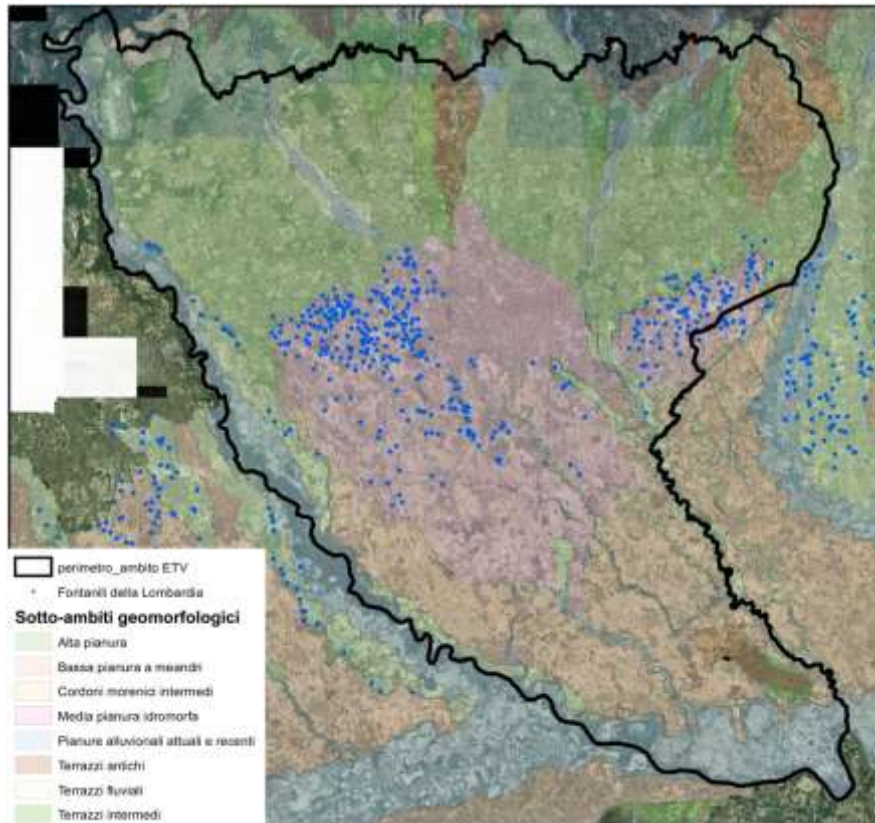 perimetro_ambito ETV
Fontanili della Lombardia
Sotto-ambiti geomorfologici
Alta pianura
Bassa pianura a meandri
Cordoni morenici intermedi
Media pianura idromorfa
Pianure alluvionali attuali e recenti
Terrazzi antichi
Terrazzi fluviali
Terrazzi intermedi